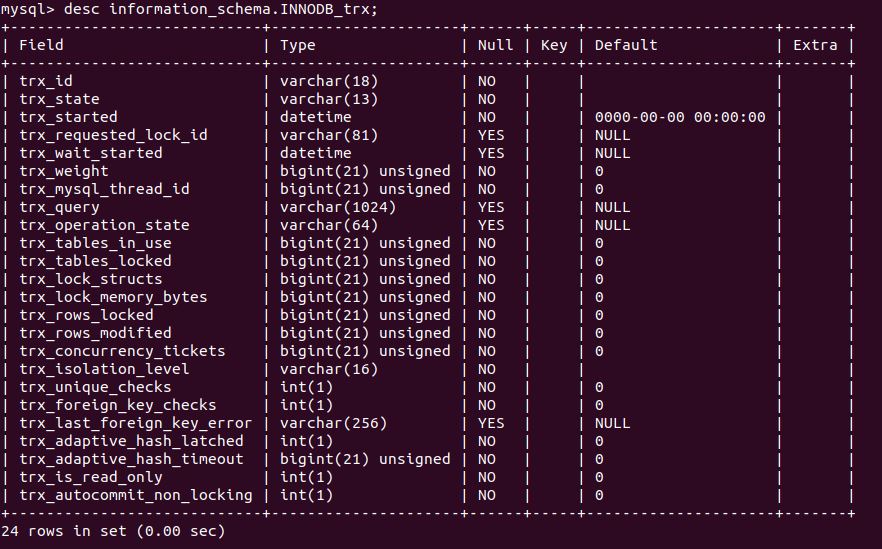 mysql> desc information_schema.INNODB_trx;
+----------------------------+---------------------+------+-----+---------------------+-------+
| Field                      | Type                | Null | Key | Default             | Extra |
+----------------------------+---------------------+------+-----+---------------------+-------+
| trx_id                     | varchar(18)         | NO   |     |                     |       |
| trx_state                  | varchar(13)         | NO   |     |                     |       |
| trx_started                | datetime            | NO   |     | 0000-00-00 00:00:00 |       |
| trx_requested_lock_id      | varchar(81)         | YES  |     | NULL                |       |
| trx_wait_started           | datetime            | YES  |     | NULL                |       |
| trx_weight                 | bigint(21) unsigned | NO   |     | 0                   |       |
| trx_mysql_thread_id        | bigint(21) unsigned | NO   |     | 0                   |       |
| trx_query                  | varchar(1024)       | YES  |     | NULL                |       |
| trx_operation_state        | varchar(64)         | YES  |     | NULL                |       |
| trx_tables_in_use          | bigint(21) unsigned | NO   |     | 0                   |       |
| trx_tables_locked          | bigint(21) unsigned | NO   |     | 0                   |       |
| trx_lock_structs           | bigint(21) unsigned | NO   |     | 0                   |       |
| trx_lock_memory_bytes      | bigint(21) unsigned | NO   |     | 0                   |       |
| trx_rows_locked            | bigint(21) unsigned | NO   |     | 0                   |       |
| trx_rows_modified          | bigint(21) unsigned | NO   |     | 0                   |       |
| trx_concurrency_tickets    | bigint(21) unsigned | NO   |     | 0                   |       |
| trx_isolation_level        | varchar(16)         | NO   |     |                     |       |
| trx_unique_checks          | int(1)              | NO   |     | 0                   |       |
| trx_foreign_key_checks     | int(1)              | NO   |     | 0                   |       |
| trx_last_foreign_key_error | varchar(256)        | YES  |     | NULL                |       |
| trx_adaptive_hash_latched  | int(1)              | NO   |     | 0                   |       |
| trx_adaptive_hash_timeout  | bigint(21) unsigned | NO   |     | 0                   |       |
| trx_is_read_only           | int(1)              | NO   |     | 0                   |       |
| trx_autocommit_non_locking | int(1)              | NO   |     | 0                   |       |
+----------------------------+---------------------+------+-----+---------------------+-------+
24 rows in set (0.00 sec)